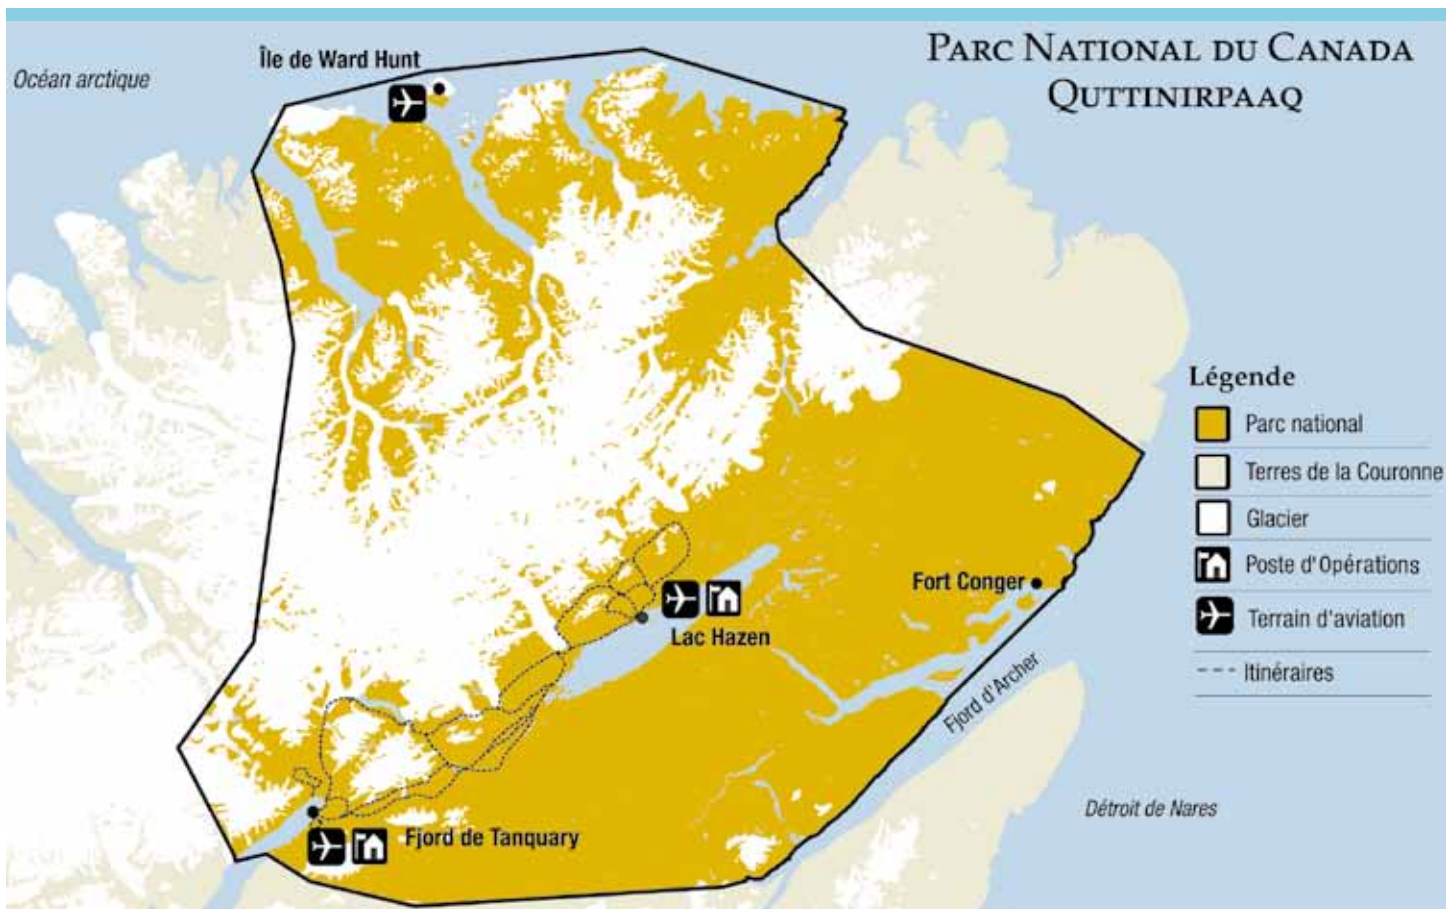 PARC NATIONAL DU CANADA
QUTTINIRPAAQ
Océan arctique
Île de Ward Hunt
Légende
Parc national
Terres de la Couronne
Glacier
Poste d'Opérations
Terrain d'aviation
Itinéraires
Fort Conger
Lac Hazen
Fjord d'Archer
Détroit de Nares
Fjord de Tanquary